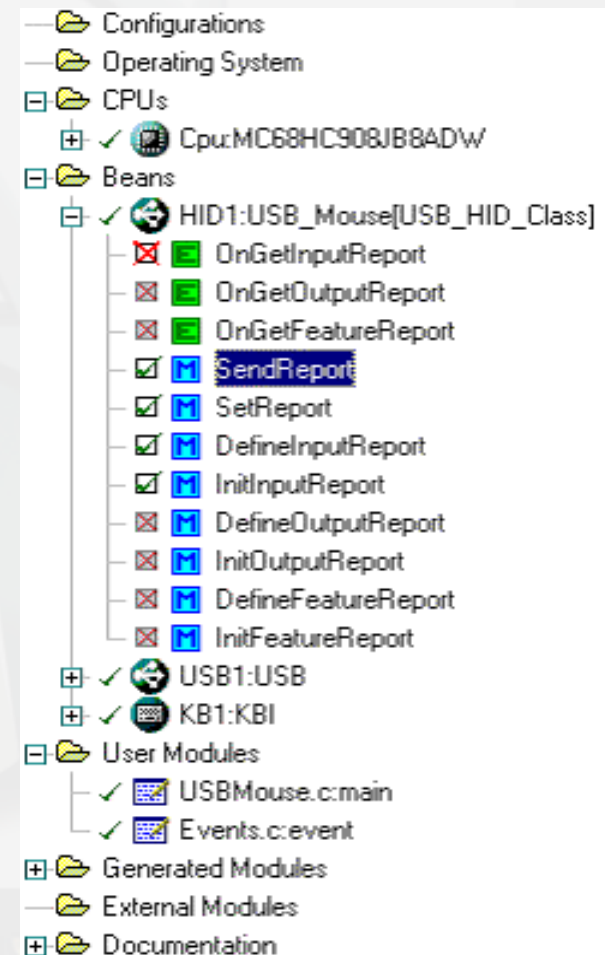 Configurations
Operating System
CPUs
Cpu:MC68HC908JB8ADW
Beans
HID1:USB_Mouse[USB_HID_Class]
E OnGetInputReport
E OnGetOutputReport
E OnGetFeatureReport
M SendReport
M SetReport
M DefineInputReport
M InitInputReport
M DefineOutputReport
M InitOutputReport
M DefineFeatureReport
M InitFeatureReport
USB1:USB
KB1:KBI
User Modules
USBMouse.c:main
Events.c:event
Generated Modules
External Modules
Documentation